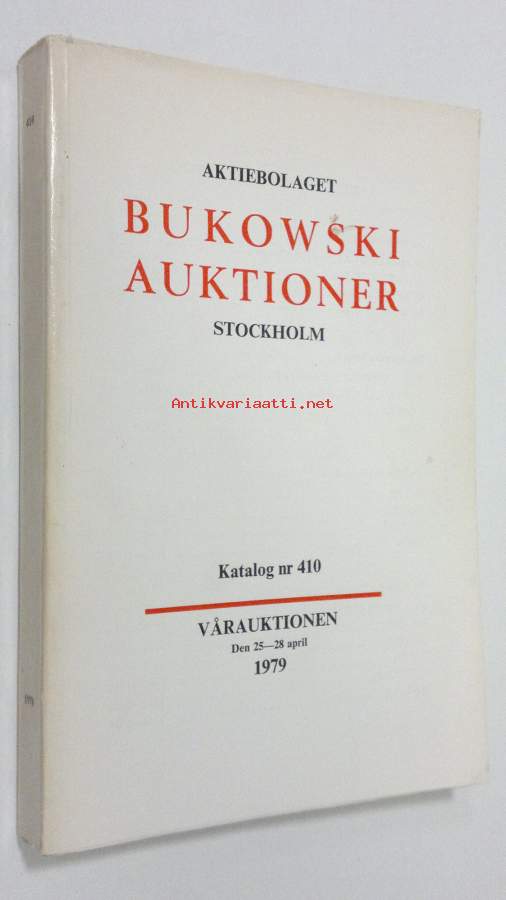 AKTIEBOLAGET
BUKOWSKI
AUKTIONER
STOCKHOLM
Antikvariaatti.net
Katalog nr 410
VÅRAUKTIONEN
Den 25—28 april
1979